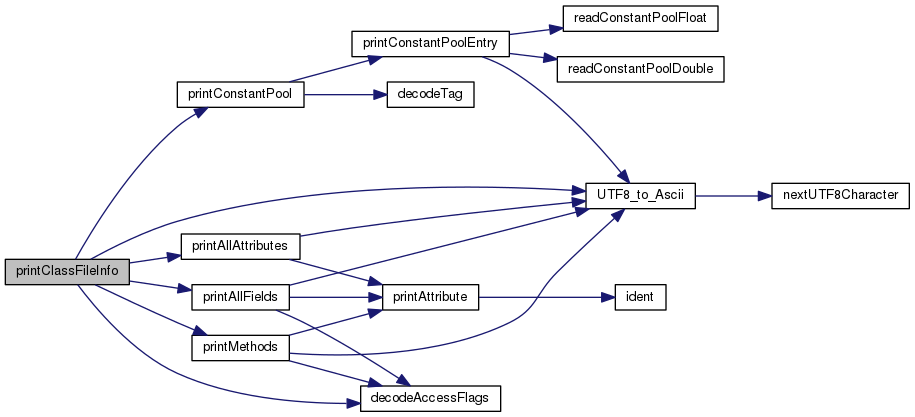 readConstantPoolFloat
printConstantPoolEntry
readConstantPoolDouble
printConstantPool
decodeTag
UTF8_to_Ascii
nextUTF8Character
printAllAttributes
printClassFileInfo
printAllFields
printAttribute
ident
printMethods
decodeAccessFlags